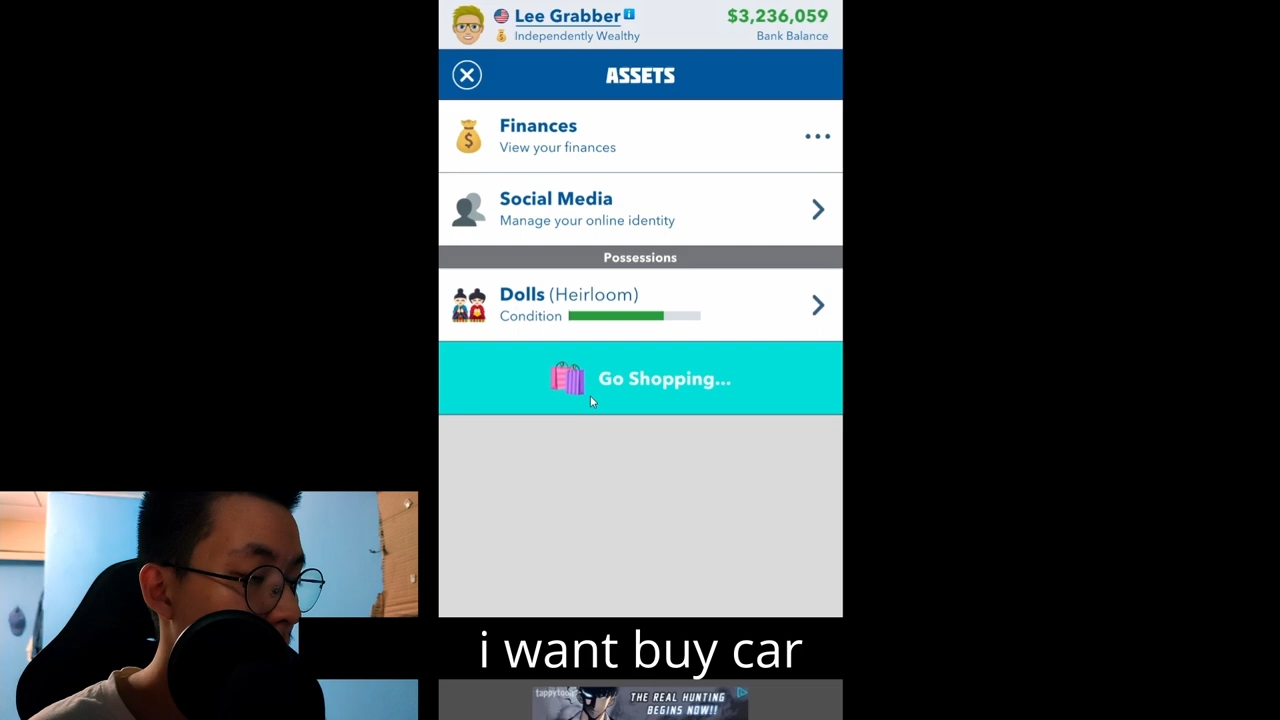 Lee Grabber i
Independently Wealthy
$3,236,059
Bank Balance
ASSETS
Finances
View your finances
Social Media
Manage your online identity
Possessions
Dolls (Heirloom)
Condition
Go Shopping...
i want buy car
tappytoon
THE REAL HUNTING
BEGINS NOW!!